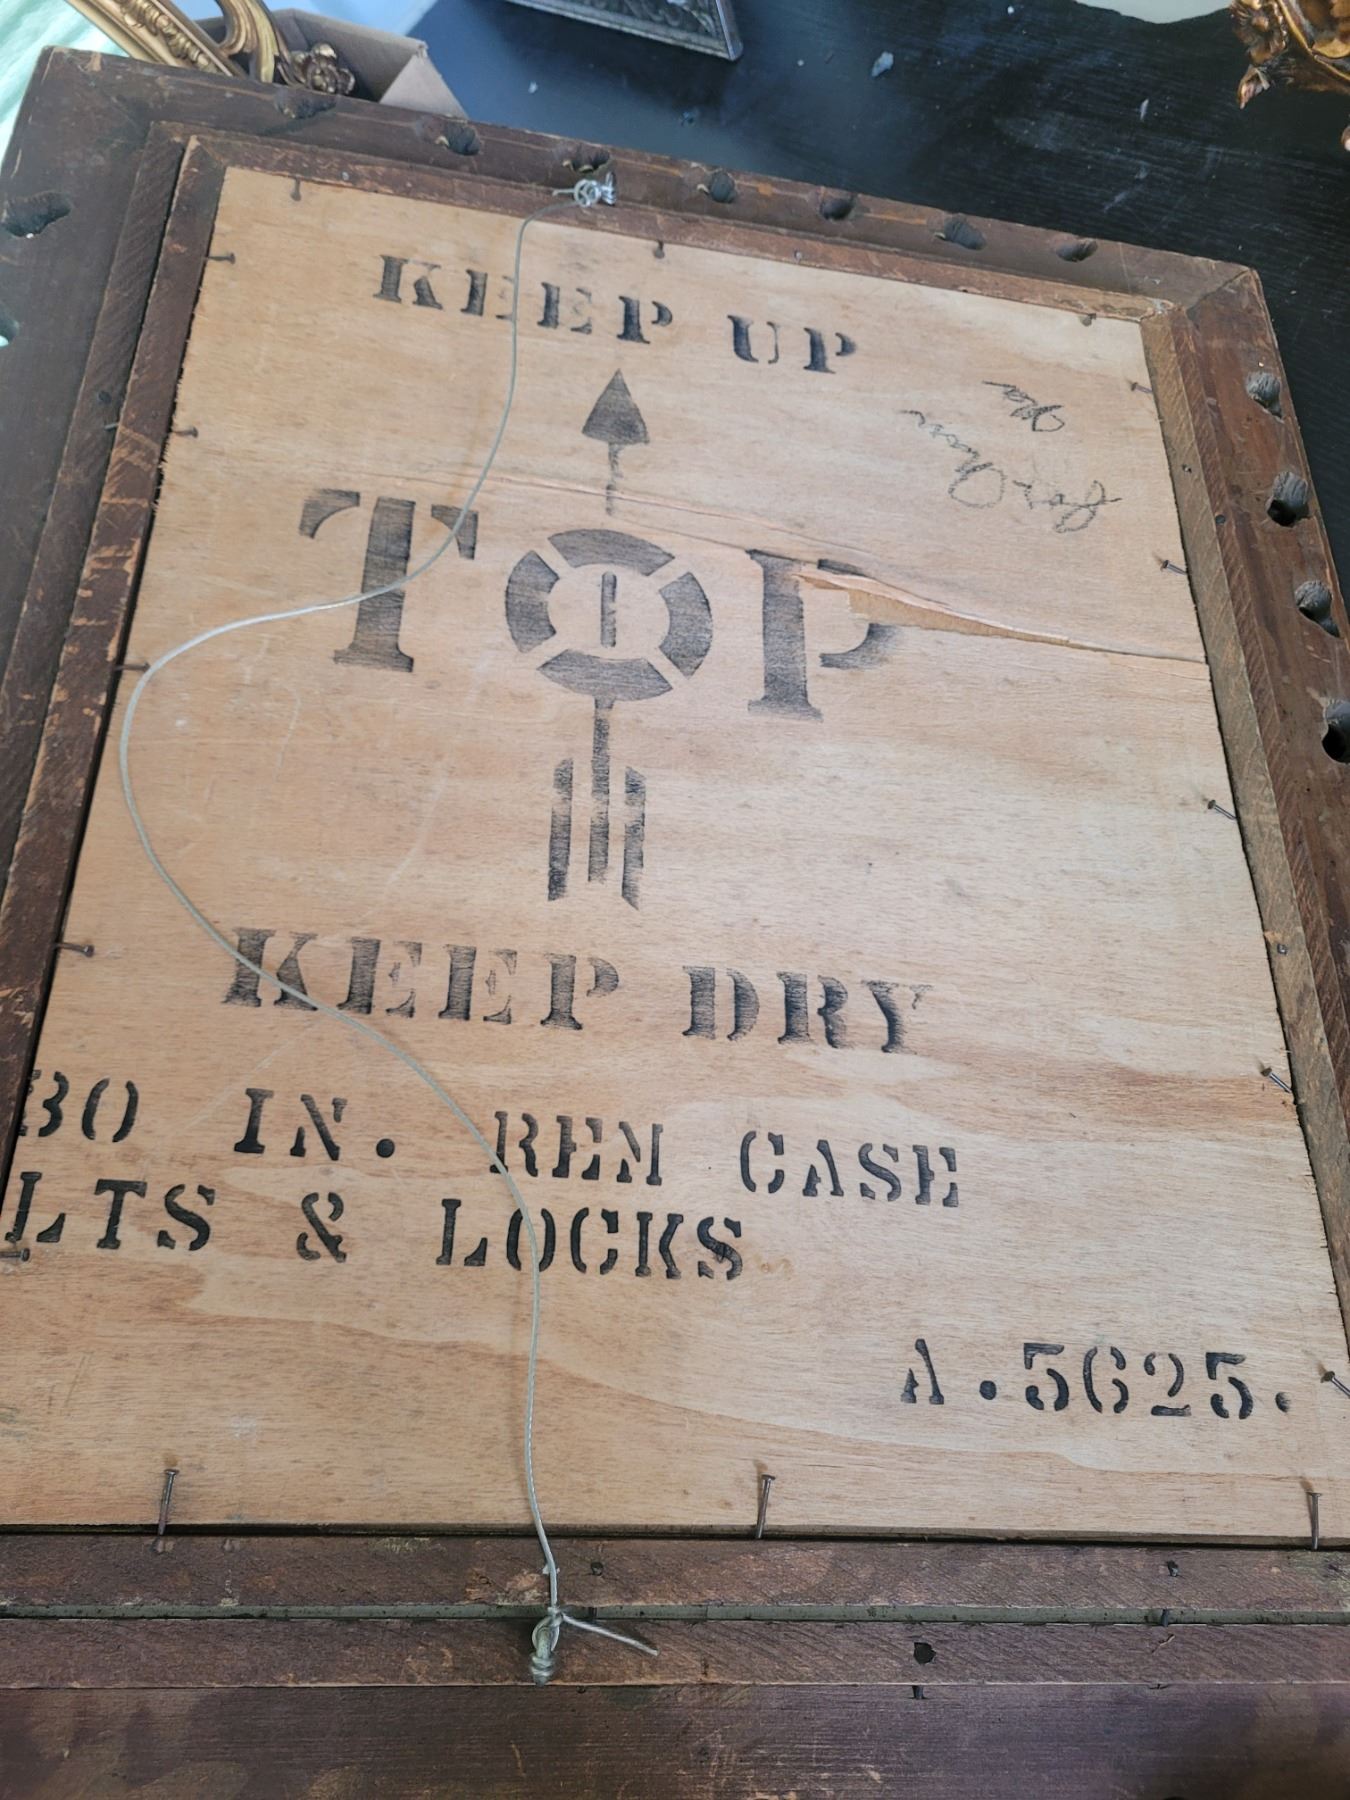 KEEP UP
TOP
KEEP DRY
30 IN. REM CASE
LTS & LOCKS
A.5625.